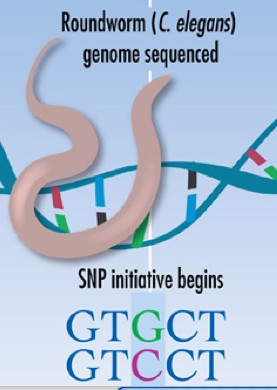 Roundworm (C. elegans)
genome sequenced
SNP initiative begins
GTGCT
GTCCT